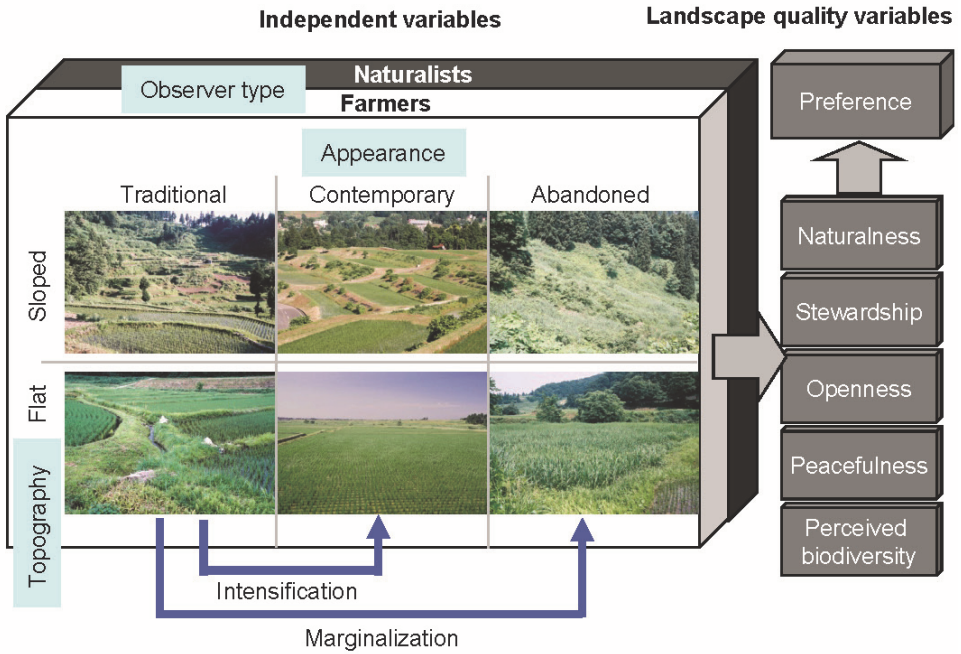 Independent variables
Landscape quality variables
Naturalists
Observer type
Farmers
Preference
Appearance
Traditional
Contemporary
Abandoned
Sloped
Flat
Topography
Naturalness
Stewardship
Openness
Peacefulness
Perceived
biodiversity
Intensification
Marginalization